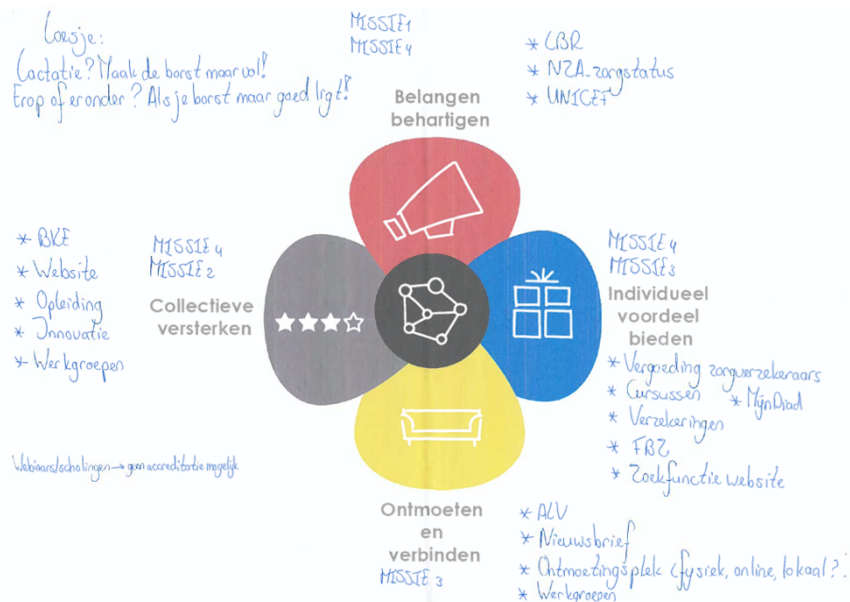 Loesje:
Lactatie? Maak de borst maar vol!
Erop of eronder? Als je borst maar goed ligt!
MISSIE 1
MISSIE 4
* CBR
* NZA-zorgstatus
* UNICEF
Belangen
behartigen
* BKE
* Website
* Opleiding
* Innovatie
* Werkgroepen
MISSIE 4
MISSIE 2
Collectieve
versterken
MISSIE 4
MISSIE 3
Individueel
voordeel
bieden
* Vergoeding zorgverzekeraars
* Cursussen * MijnDiad
* Verzekeringen
* FBZ
* Zoekfunctie website
Webinars/scholingen → geen accreditatie mogelijk
Ontmoeten
en
verbinden
MISSIE 3
* ALV
* Nieuwsbrief
* Ontmoetingsplek (fysiek, online, lokaal?)
* Werkgroepen